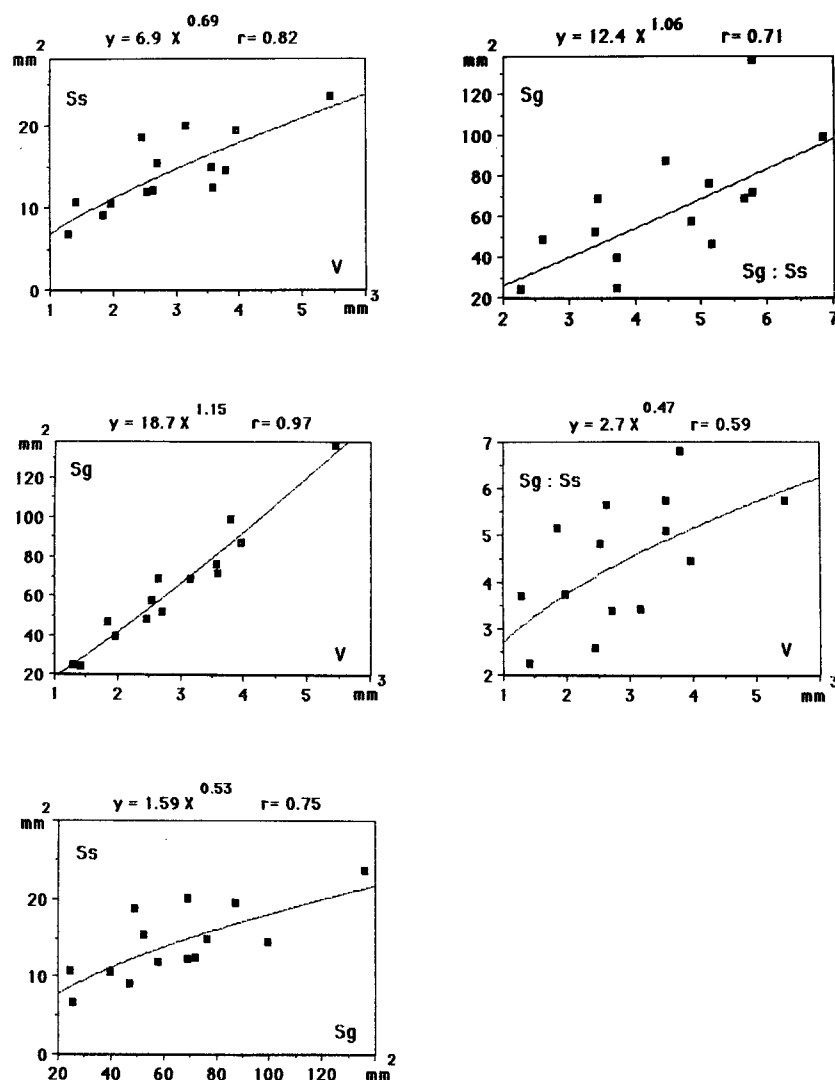 y = 6.9 X 0.69 r = 0.82
mm 2
Ss
20
10
0
V
1 2 3 4 5 mm 3
y = 12.4 X 1.06 r = 0.71
mm 2
Sg
120
100
80
60
40
20
Sg : Ss
2 3 4 5 6 7
y = 18.7 X 1.15 r = 0.97
mm 2
Sg
120
100
80
60
40
20
V
1 2 3 4 5 mm 3
y = 2.7 X 0.47 r = 0.59
7
Sg : Ss
6
5
4
3
2
V
1 2 3 4 5 mm 3
y = 1.59 X 0.53 r = 0.75
mm 2
Ss
20
10
0
Sg
20 40 60 80 100 120 mm 2